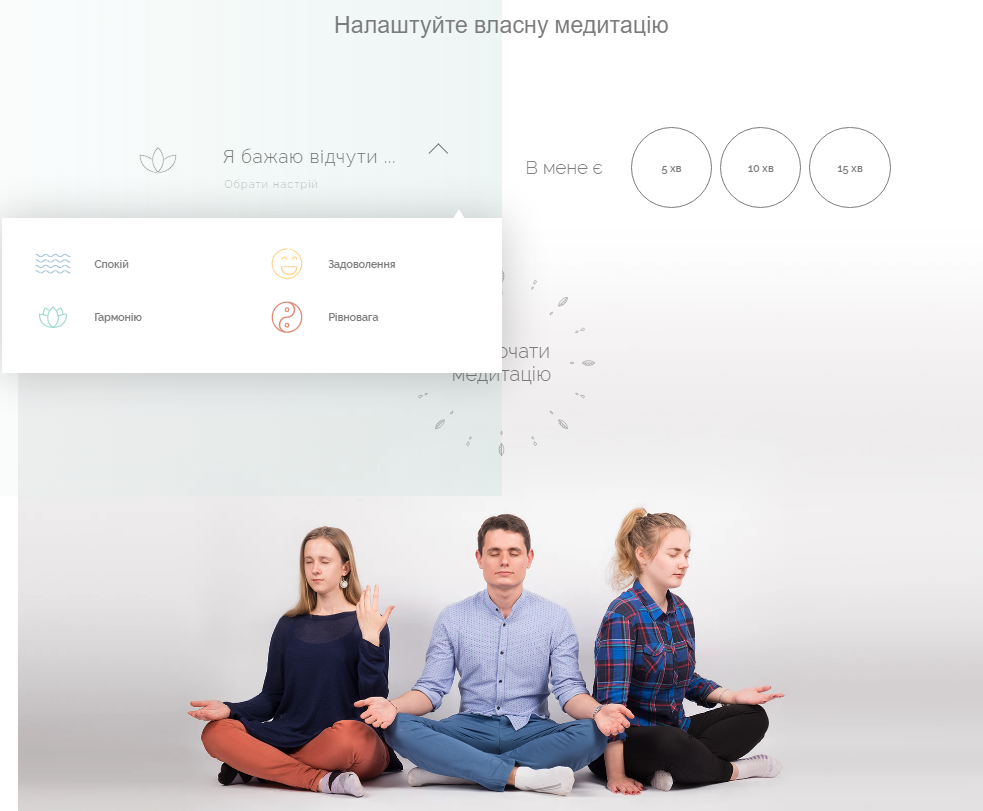 Налаштуйте власну медитацію
Я бажаю відчути ...
Обрати настрій
В мене є
5 хв
10 хв
15 хв
Спокій
Задоволення
Гармонію
Рівновага
медитацію